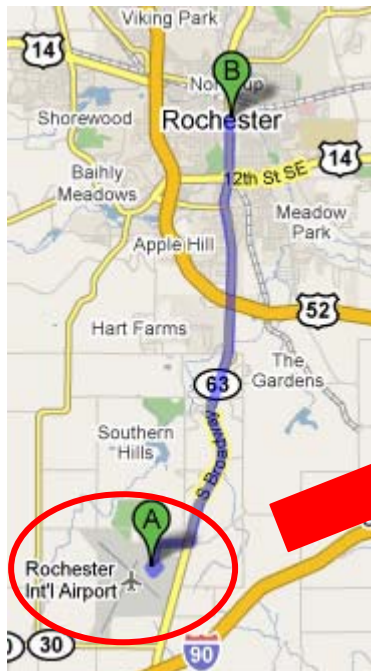 Viking Park
14
B
Rochester
Shorewood
14
12th St SE
Baihly
Meadows
Meadow
Park
Apple Hill
52
Hart Farms
The
Gardens
63
S Broadway
Southern
Hills
A
Rochester
Int'l Airport
30
90